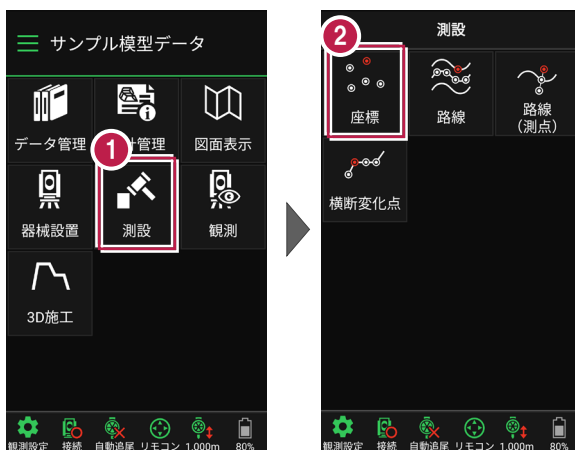 サンプル模型データ
データ管理
計管理
図面表示
1
器械設置
測設
観測
3D施工
観測設定 接続 自動追尾 リモコン 1.000m 80%
2
測設
座標
路線
路線
(測点)
横断変化点
観測設定 接続 自動追尾 リモコン 1.000m 80%